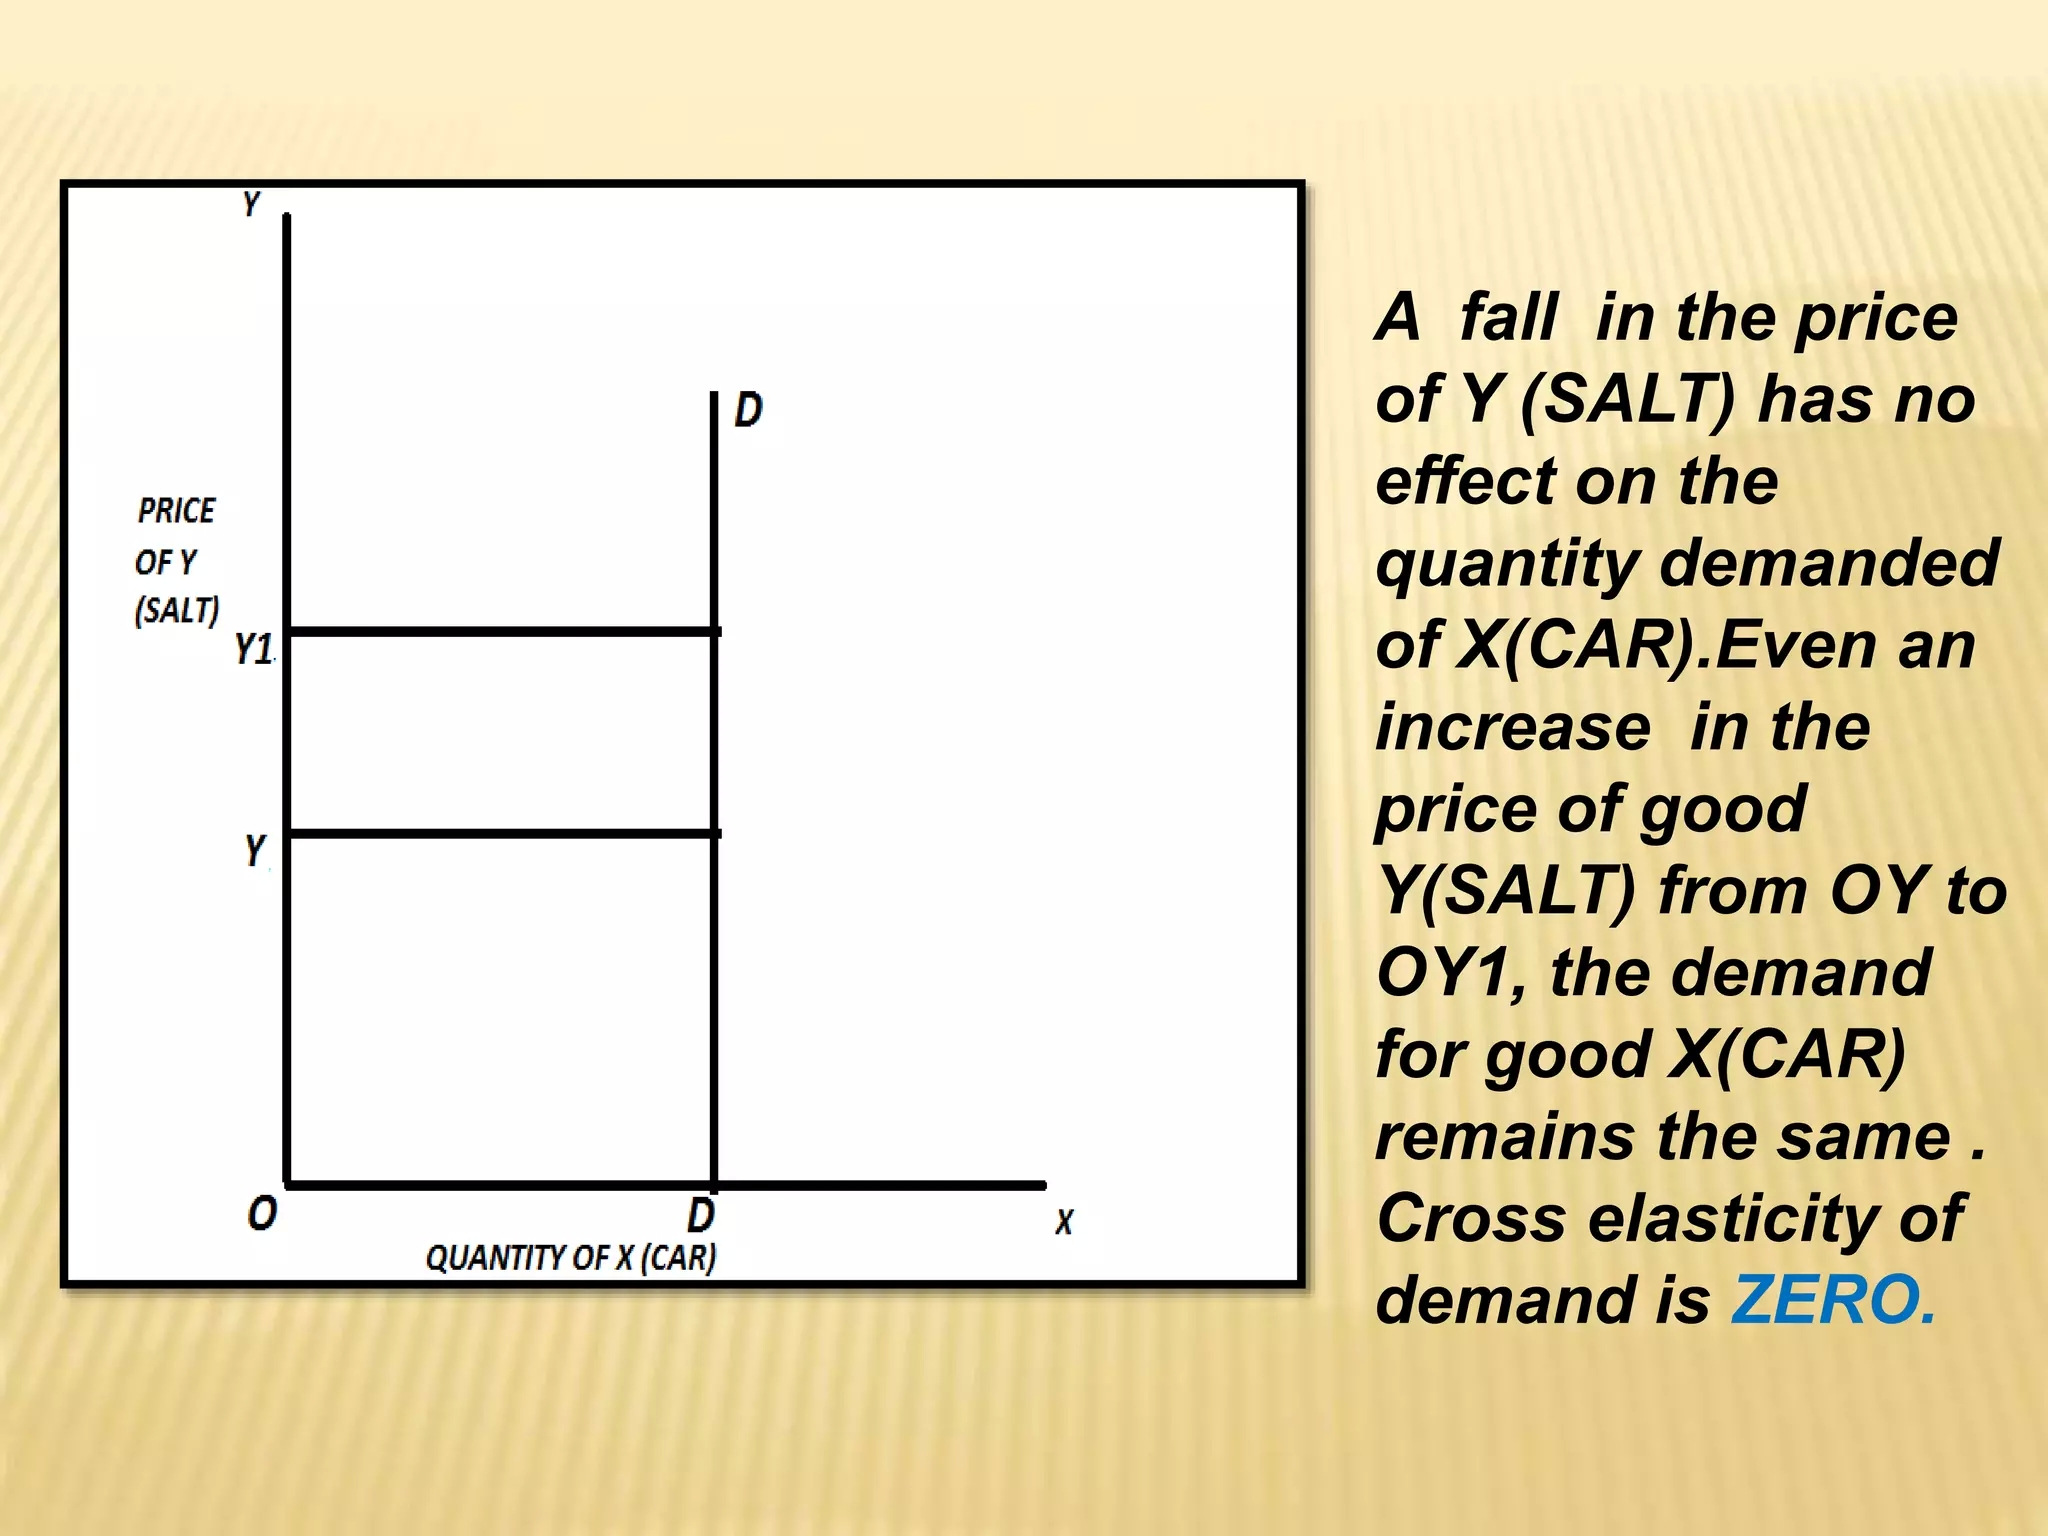 Y
PRICE
OF Y
(SALT)
Y1
Y
D
O
D
X
QUANTITY OF X (CAR)
A fall in the price
of Y (SALT) has no
effect on the
quantity demanded
of X(CAR).Even an
increase in the
price of good
Y(SALT) from OY to
OY1, the demand
for good X(CAR)
remains the same .
Cross elasticity of
demand is ZERO.